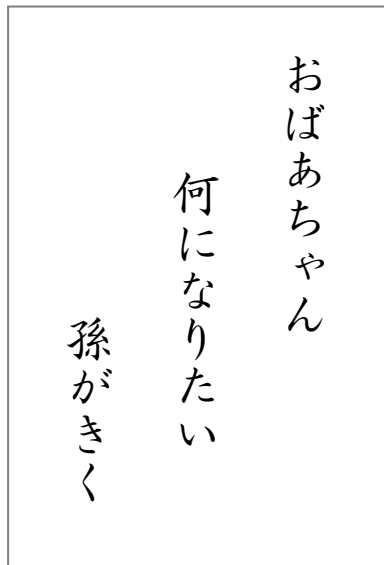 おばあちゃん
何になりたい
孫がきく